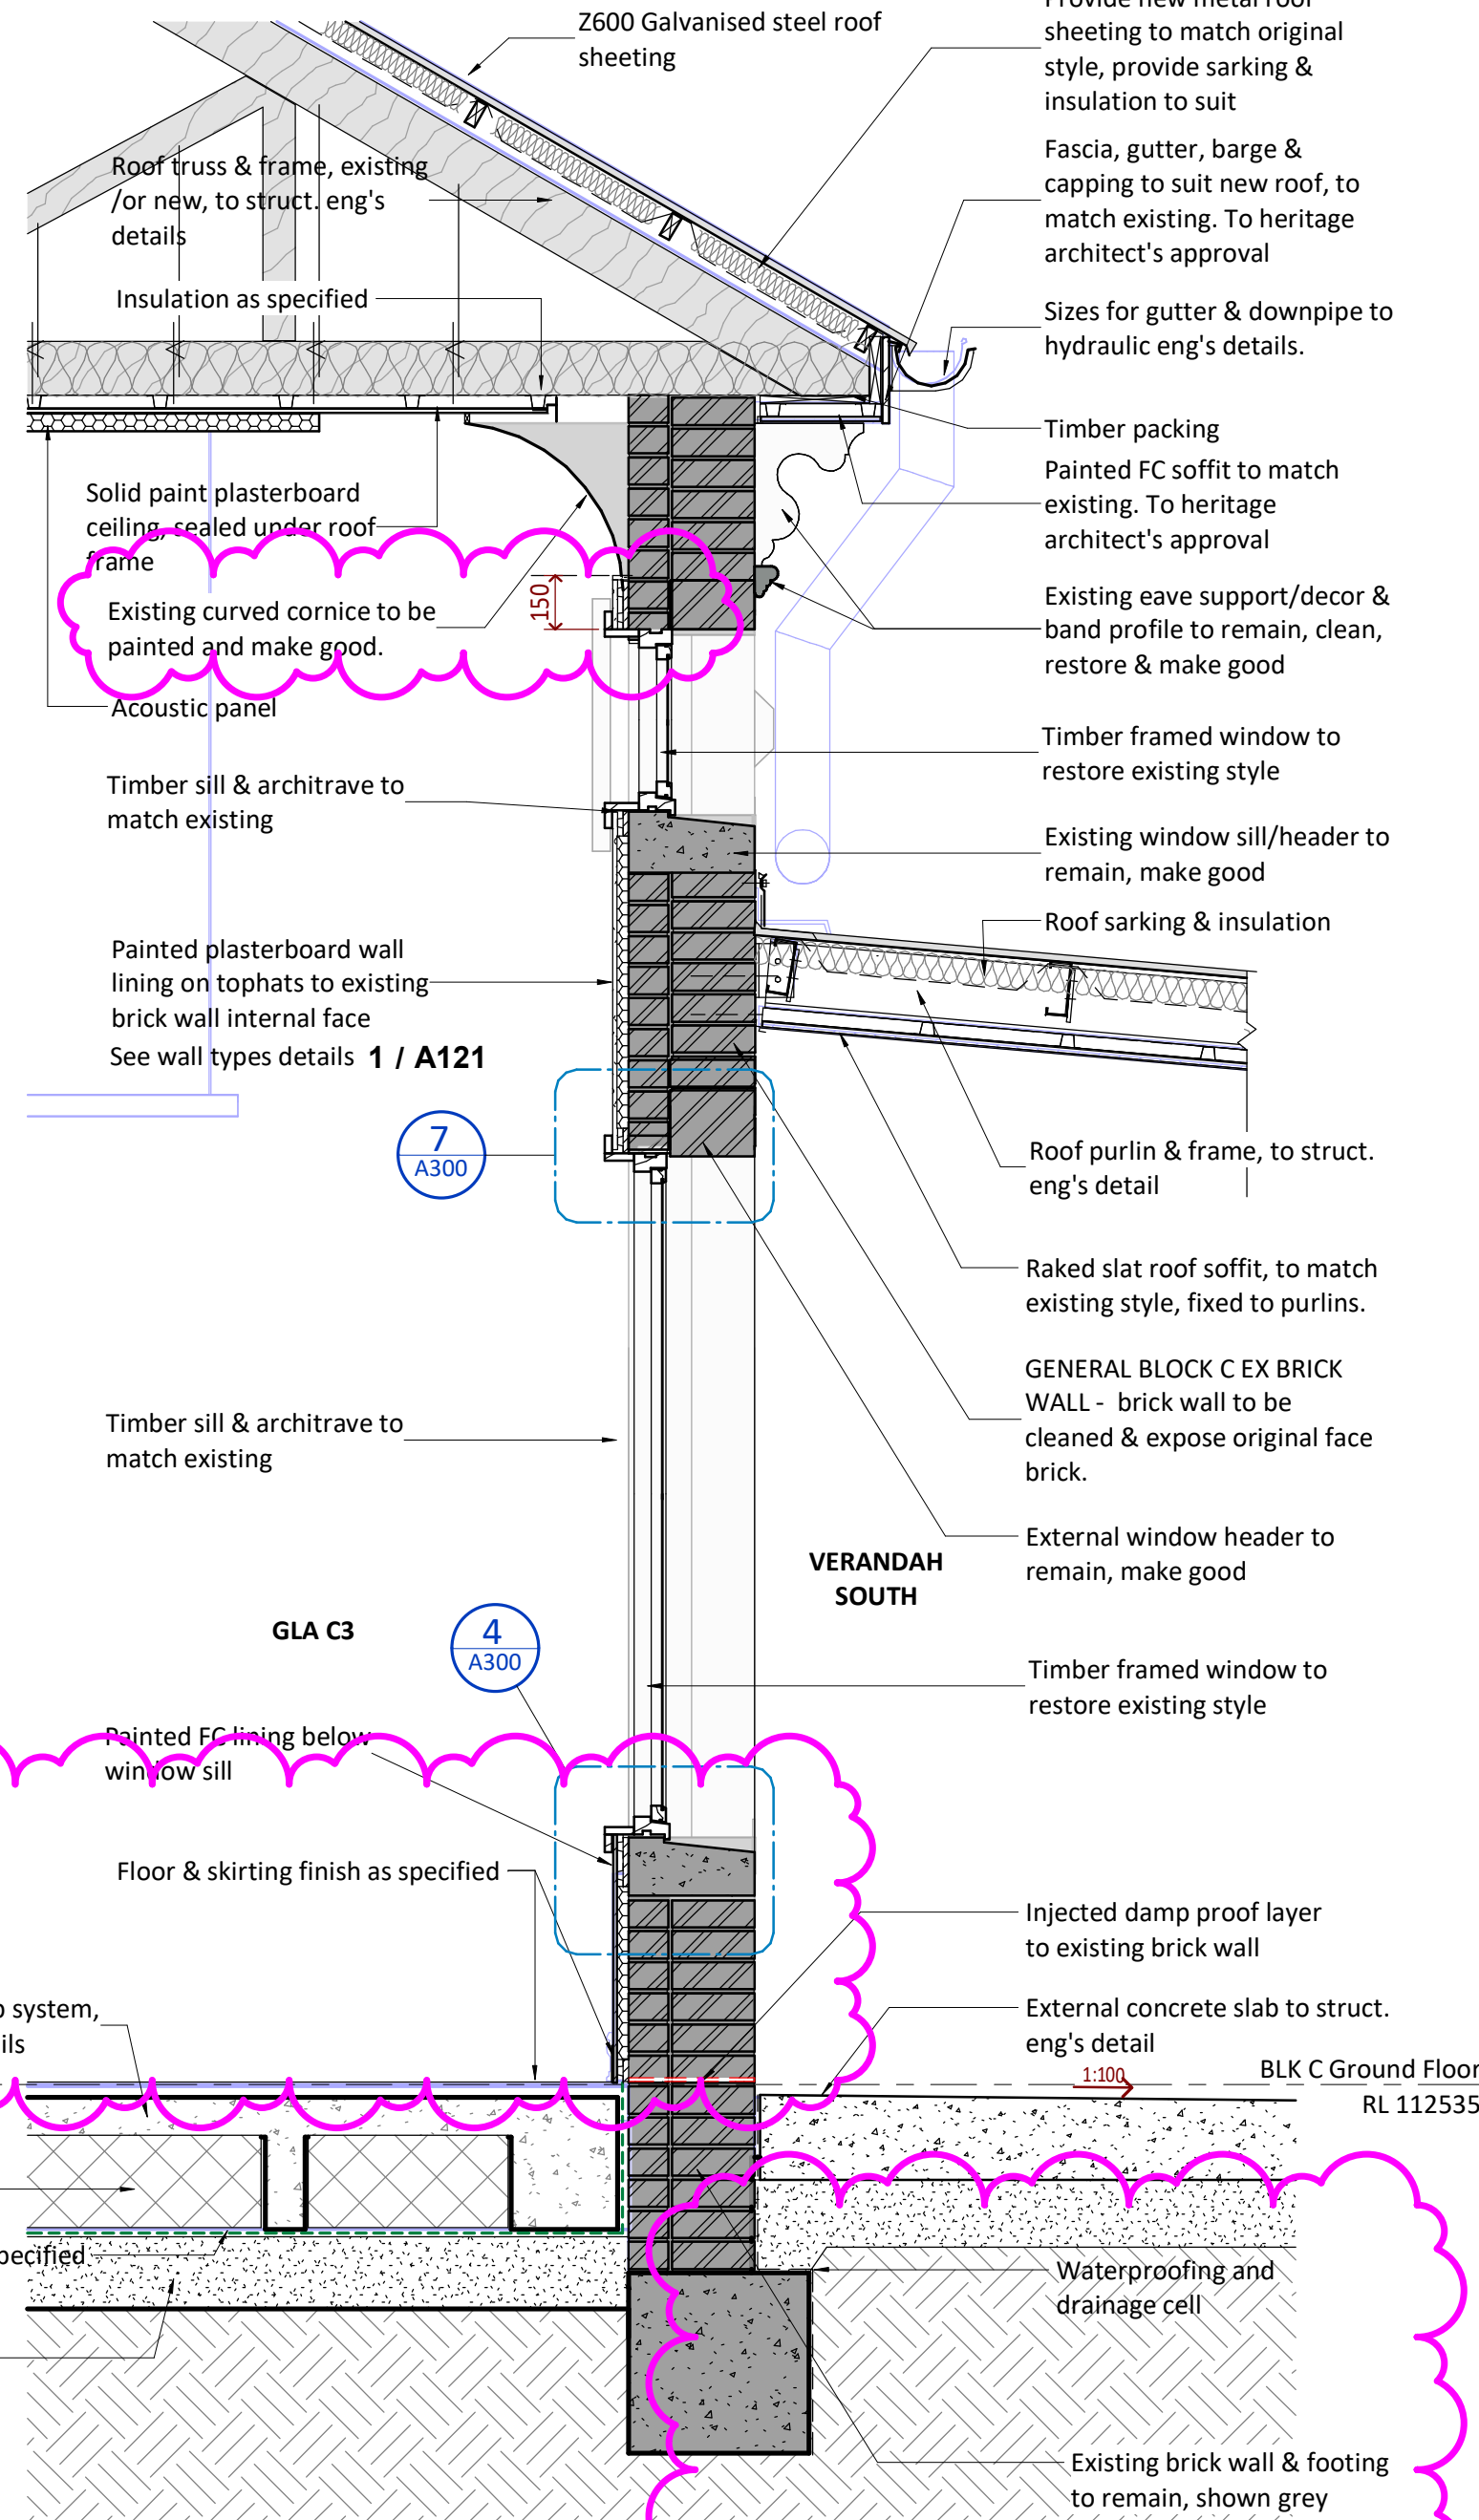 Z600 Galvanised steel roof
sheeting
Provide new metal roof
sheeting to match original
style, provide sarking &
insulation to suit
Roof truss & frame, existing
/or new, to struct. eng's
details
Fascia, gutter, barge &
capping to suit new roof, to
match existing. To heritage
architect's approval
Insulation as specified
Sizes for gutter & downpipe to
hydraulic eng's details.
Timber packing
Solid paint plasterboard
ceiling, sealed under roof
frame
Painted FC soffit to match
existing. To heritage
architect's approval
150
Existing curved cornice to be
painted and make good.
Existing eave support/decor &
band profile to remain, clean,
restore & make good
Acoustic panel
Timber framed window to
restore existing style
Timber sill & architrave to
match existing
Existing window sill/header to
remain, make good
Roof sarking & insulation
Painted plasterboard wall
lining on tophats to existing
brick wall internal face
See wall types details 1 / A121
7
A300
Roof purlin & frame, to struct.
eng's detail
Raked slat roof soffit, to match
existing style, fixed to purlins.
GENERAL BLOCK C EX BRICK
WALL - brick wall to be
cleaned & expose original face
brick.
Timber sill & architrave to
match existing
External window header to
remain, make good
VERANDAH
SOUTH
GLA C3
4
A300
Timber framed window to
restore existing style
Painted FC lining below
window sill
Floor & skirting finish as specified
Injected damp proof layer
to existing brick wall
system,
External concrete slab to struct.
eng's detail
1:100
BLK C Ground Floor
RL 112535
Waterproofing and
drainage cell
Existing brick wall & footing
to remain, shown grey